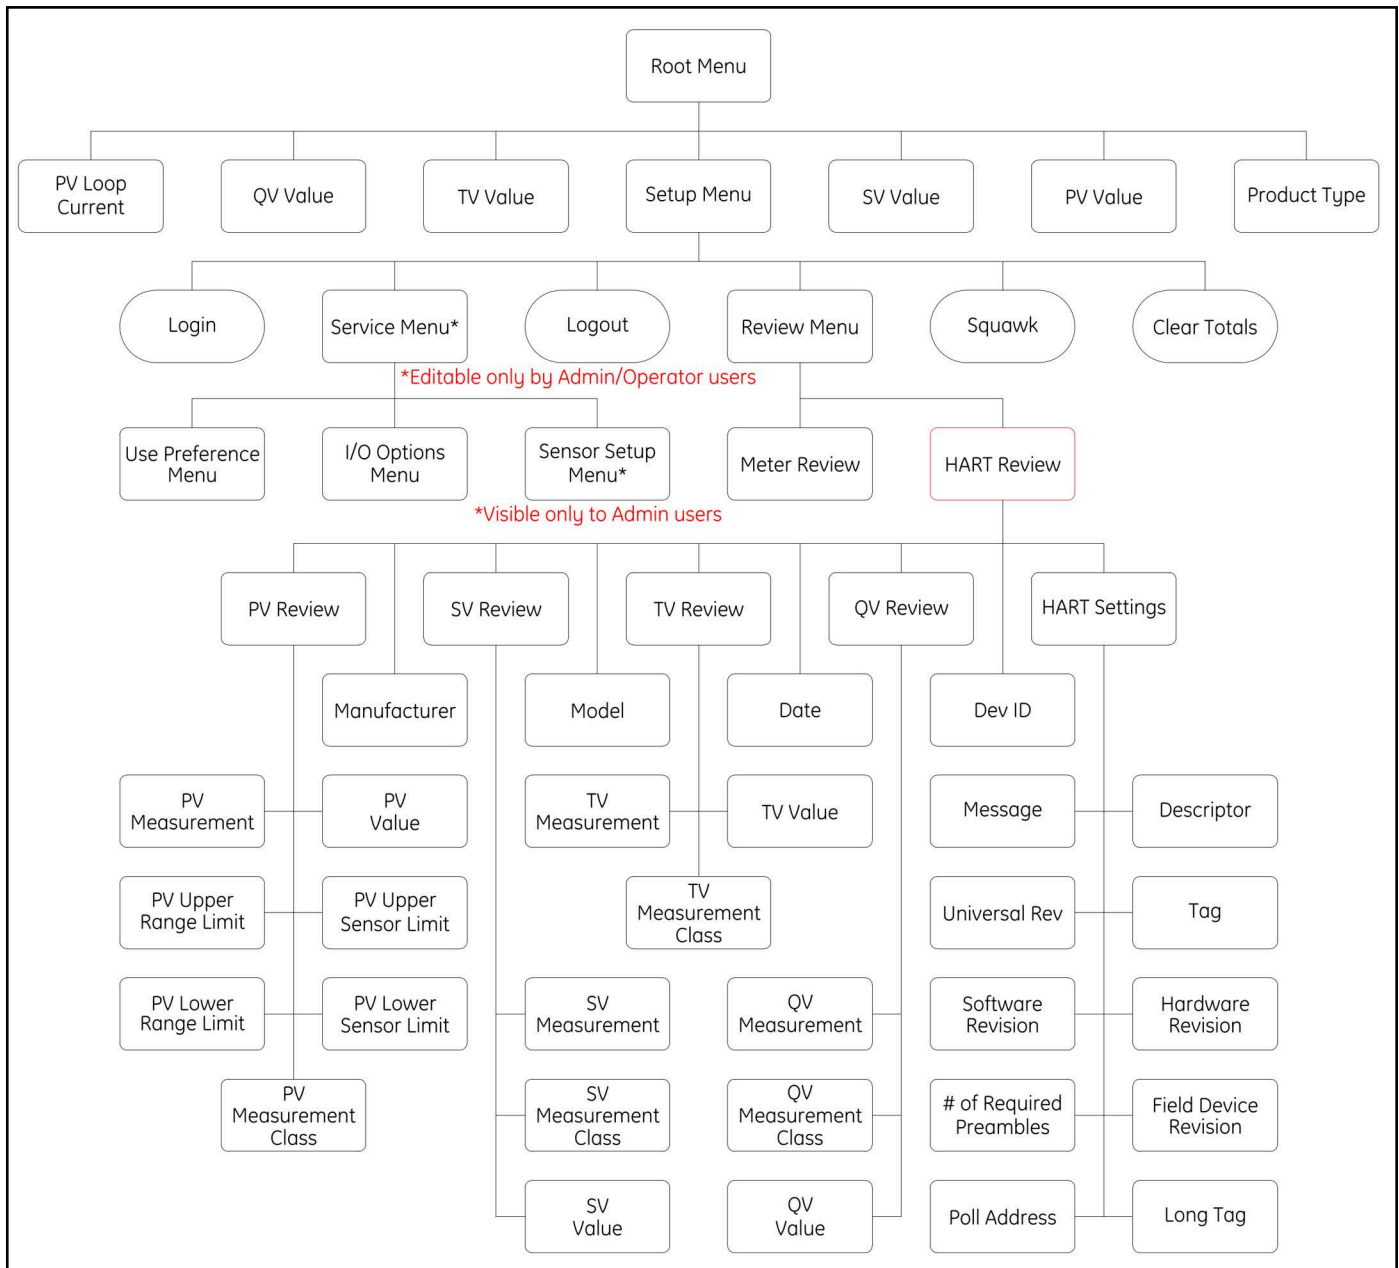 Root Menu
PV Loop
Current
QV Value
TV Value
Setup Menu
SV Value
PV Value
Product Type
Login
Service Menu*
Logout
Review Menu
Squawk
Clear Totals
*Editable only by Admin/Operator users
Use Preference
Menu
I/O Options
Menu
Sensor Setup
Menu*
Meter Review
HART Review
*Visible only to Admin users
PV Review
SV Review
TV Review
QV Review
HART Settings
Manufacturer
Model
Date
Dev ID
PV
Measurement
PV
Value
TV
Measurement
TV Value
Message
Descriptor
PV Upper
Range Limit
PV Upper
Sensor Limit
TV
Measurement
Class
Universal Rev
Tag
PV Lower
Range Limit
PV Lower
Sensor Limit
SV
Measurement
QV
Measurement
Software
Revision
Hardware
Revision
PV
Measurement
Class
SV
Measurement
Class
QV
Measurement
Class
# of Required
Preambles
Field Device
Revision
SV
Value
QV
Value
Poll Address
Long Tag